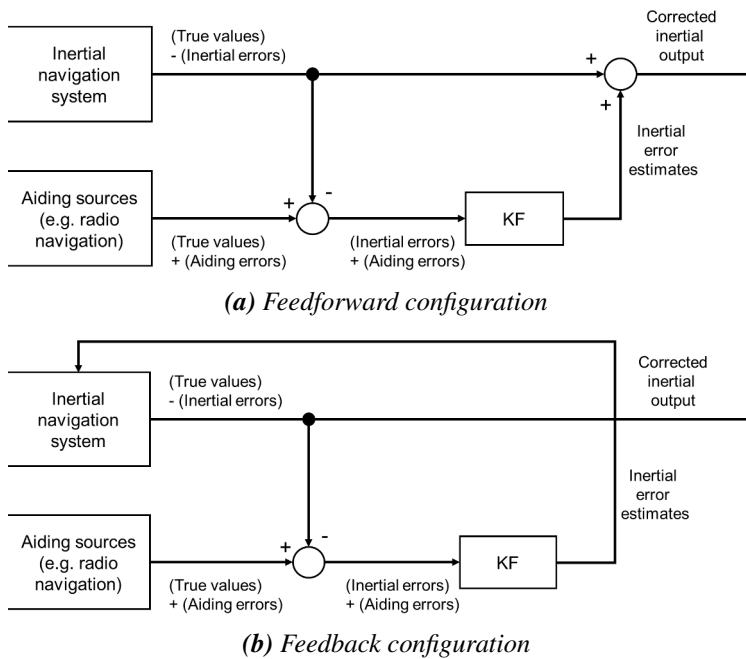 Inertial
navigation
system
(True values)
- (Inertial errors)
+
Corrected
inertial
output
+
Inertial
error
estimates
Aiding sources
(e.g. radio
navigation)
+
-
(True values)
+ (Aiding errors)
(Inertial errors)
+ (Aiding errors)
KF
(a) Feedforward configuration
Inertial
navigation
system
(True values)
- (Inertial errors)
Corrected
inertial
output
Inertial
error
estimates
Aiding sources
(e.g. radio
navigation)
+
-
(True values)
+ (Aiding errors)
(Inertial errors)
+ (Aiding errors)
KF
(b) Feedback configuration